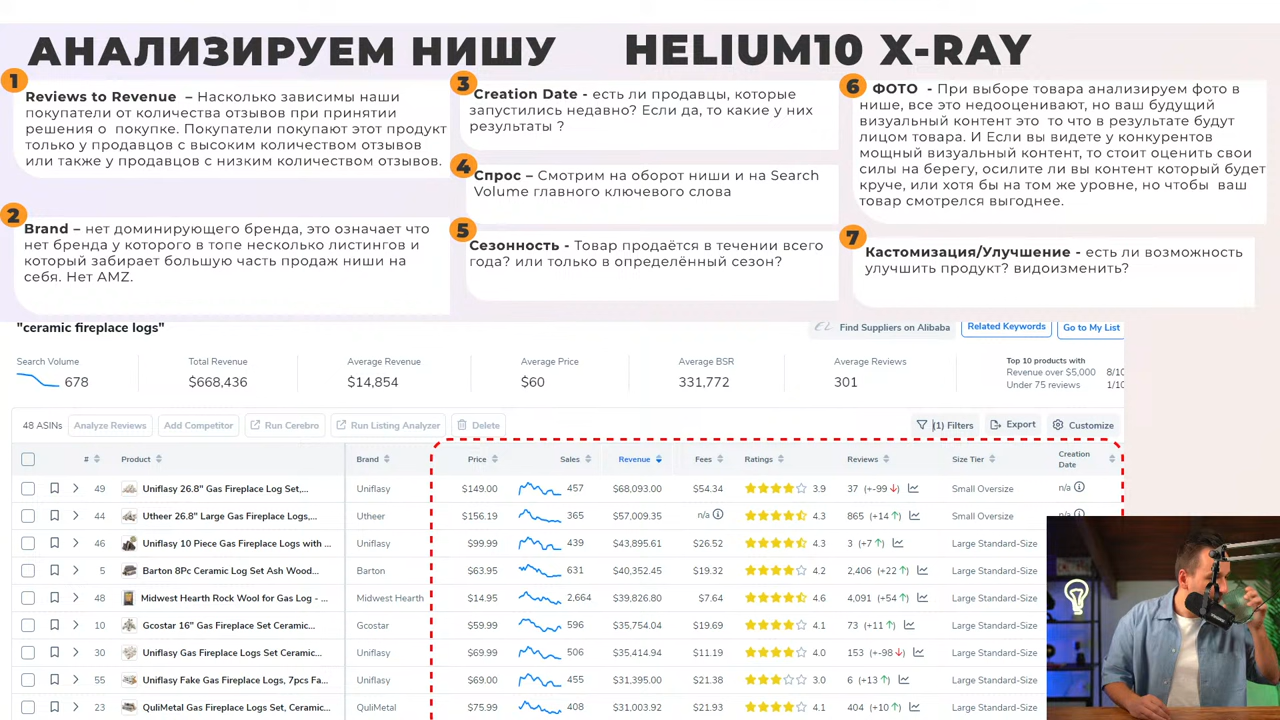 АНАЛИЗИРУЕМ НИШУ HELIUM10 X-RAY
1
Reviews to Revenue – Насколько зависимы наши
покупатели от количества отзывов при принятии
решения о покупке. Покупатели покупают этот продукт
только у продавцов с высоким количеством отзывов
или также у продавцов с низким количеством отзывов.
2
Brand – нет доминирующего бренда, это означает что
нет бренда у которого в топе несколько листингов и
который забирает большую часть продаж ниши на
себя. Нет AMZ.
3
Creation Date - есть ли продавцы, которые
запустились недавно? Если да, то какие у них
результаты ?
4
Спрос – Смотрим на оборот ниши и на Search
Volume главного ключевого слова
5
Сезонность - Товар продаётся в течении всего
года? или только в определённый сезон?
6
ФОТО - При выборе товара анализируем фото в
нише, все это недооценивают, но ваш будущий
визуальный контент это то что в результате будут
лицом товара. И Если вы видете у конкурентов
мощный визуальный контент, то стоит оценить свои
силы на берегу, осилите ли вы контент который будет
круче, или хотя бы на том же уровне, но чтобы ваш
товар смотрелся выгоднее.
7
Кастомизация/Улучшение - есть ли возможность
улучшить продукт? видоизменить?
"ceramic fireplace logs"
Find Suppliers on Alibaba Related Keywords Go to My List
Search Volume Total Revenue Average Revenue Average Price Average BSR Average Reviews Top 10 products with
678 $668,436 $14,854 $60 331,772 301 Revenue over $5,000 8/10
Under 75 reviews 1/10
48 ASINs Analyze Reviews Add Competitor Run Cerebro Run Listing Analyzer Delete (1) Filters Export Customize
# Product Brand Price Sales Revenue Fees Ratings Reviews Size Tier Creation Date
49 Uniflasy 26.8" Gas Fireplace Log Set,... Uniflasy $149.00 457 $68,093.00 $54.34 3.9 37 (+-99 ↓) Small Oversize n/a
44 Utheer 26.8" Large Gas Fireplace Logs,... Utheer $156.19 365 $57,009.35 n/a 4.3 865 (+14 ↑) Small Oversize n/a
46 Uniflasy 10 Piece Gas Fireplace Logs with ... Uniflasy $99.99 439 $43,895.61 $26.52 4.3 3 (+7 ↑) Large Standard-Size
5 Barton 8Pc Ceramic Log Set Ash Wood... Barton $63.95 631 $40,352.45 $19.32 4.2 2,406 (+22 ↑) Large Standard-Size
48 Midwest Hearth Rock Wool for Gas Log - ... Midwest Hearth $14.95 2,664 $39,826.80 $7.64 4.6 4,091 (+54 ↑) Large Standard-Size
10 Gcostar 16" Gas Fireplace Set Ceramic... Gcostar $59.99 596 $35,754.04 $19.69 4.1 73 (+11 ↑) Large Standard-Size
30 Uniflasy Gas Fireplace Logs Set Ceramic... Uniflasy $69.99 506 $35,414.94 $11.19 4.0 153 (+-98 ↓) Large Standard-Size
55 Uniflasy Fake Gas Fireplace Logs, 7pcs Fa... Uniflasy $69.00 455 $31,395.00 $21.38 3.0 6 (+13 ↑) Large Standard-Size
23 QuliMetal Gas Fireplace Logs Set, Ceramic... QuliMetal $75.99 408 $31,003.92 $21.93 4.1 404 (+10 ↑) Large Standard-Size